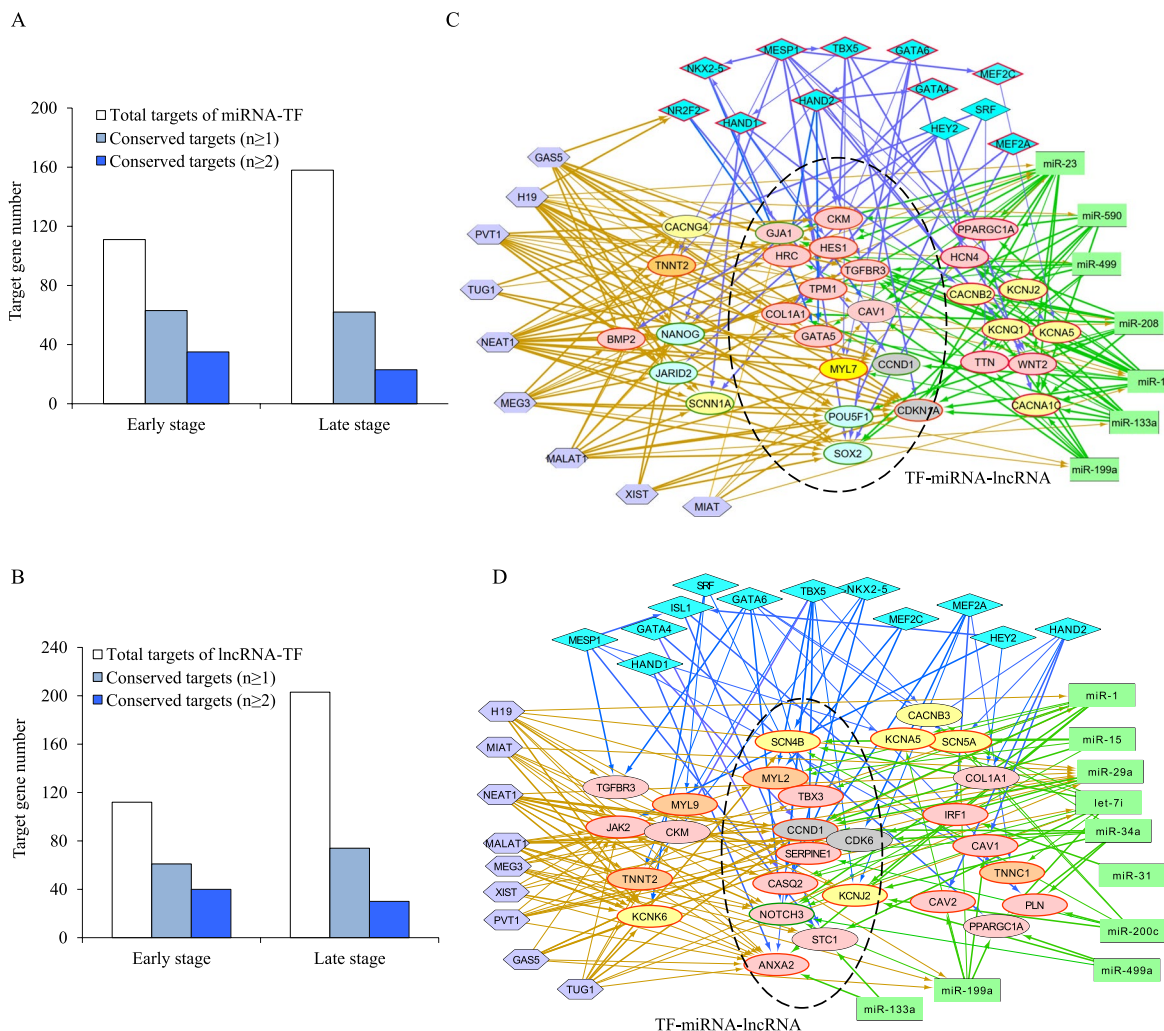 A
Target gene number
200
160
120
80
40
0
Total targets of miRNA-TF
Conserved targets (n≥1)
Conserved targets (n≥2)
Early stage
Late stage
B
Target gene number
240
200
160
120
80
40
0
Total targets of lncRNA-TF
Conserved targets (n≥1)
Conserved targets (n≥2)
Early stage
Late stage
C
MESP1
TBX5
GATA6
NKX2-5
MEF2C
GATA4
HAND2
NR2F2
SRF
HAND1
HEY2
MEF2A
GAS5
miR-23
H19
miR-590
CKM
CACNG4
PPARGC1A
GJA1
PVT1
HES1
HRC
HCN4
miR-499
TNNT2
TGFBR3
TUG1
TPM1
CACNB2
KCNJ2
COL1A1
CAV1
miR-208
NEAT1
BMP2
NANOG
GATA5
KCNQ1
KCNA5
JARID2
MYL7
CCND1
TTN
WNT2
miR-1
MEG3
SCNN1A
POU5F1
CDKN1A
CACNA1C
miR-133a
MALAT1
SOX2
miR-199a
TF-miRNA-lncRNA
XIST
MIAT
D
SRF
GATA6
TBX5
NKX2-5
ISL1
MEF2A
GATA4
MEF2C
MESP1
HEY2
HAND2
HAND1
miR-1
H19
CACNB3
miR-15
MIAT
SCN4B
KCNA5
SCN5A
miR-29a
MYL2
COL1A1
TGFBR3
NEAT1
TBX3
let-7i
MYL9
IRF1
JAK2
CKM
CCND1
miR-34a
MALAT1
CDK6
SERPINE1
CAV1
MEG3
miR-31
TNNT2
CASQ2
TNNC1
XIST
KCNJ2
CAV2
PLN
PVT1
KCNK6
NOTCH3
PPARGC1A
miR-200c
STC1
GAS5
ANXA2
miR-499a
TUG1
miR-199a
miR-133a
TF-miRNA-lncRNA